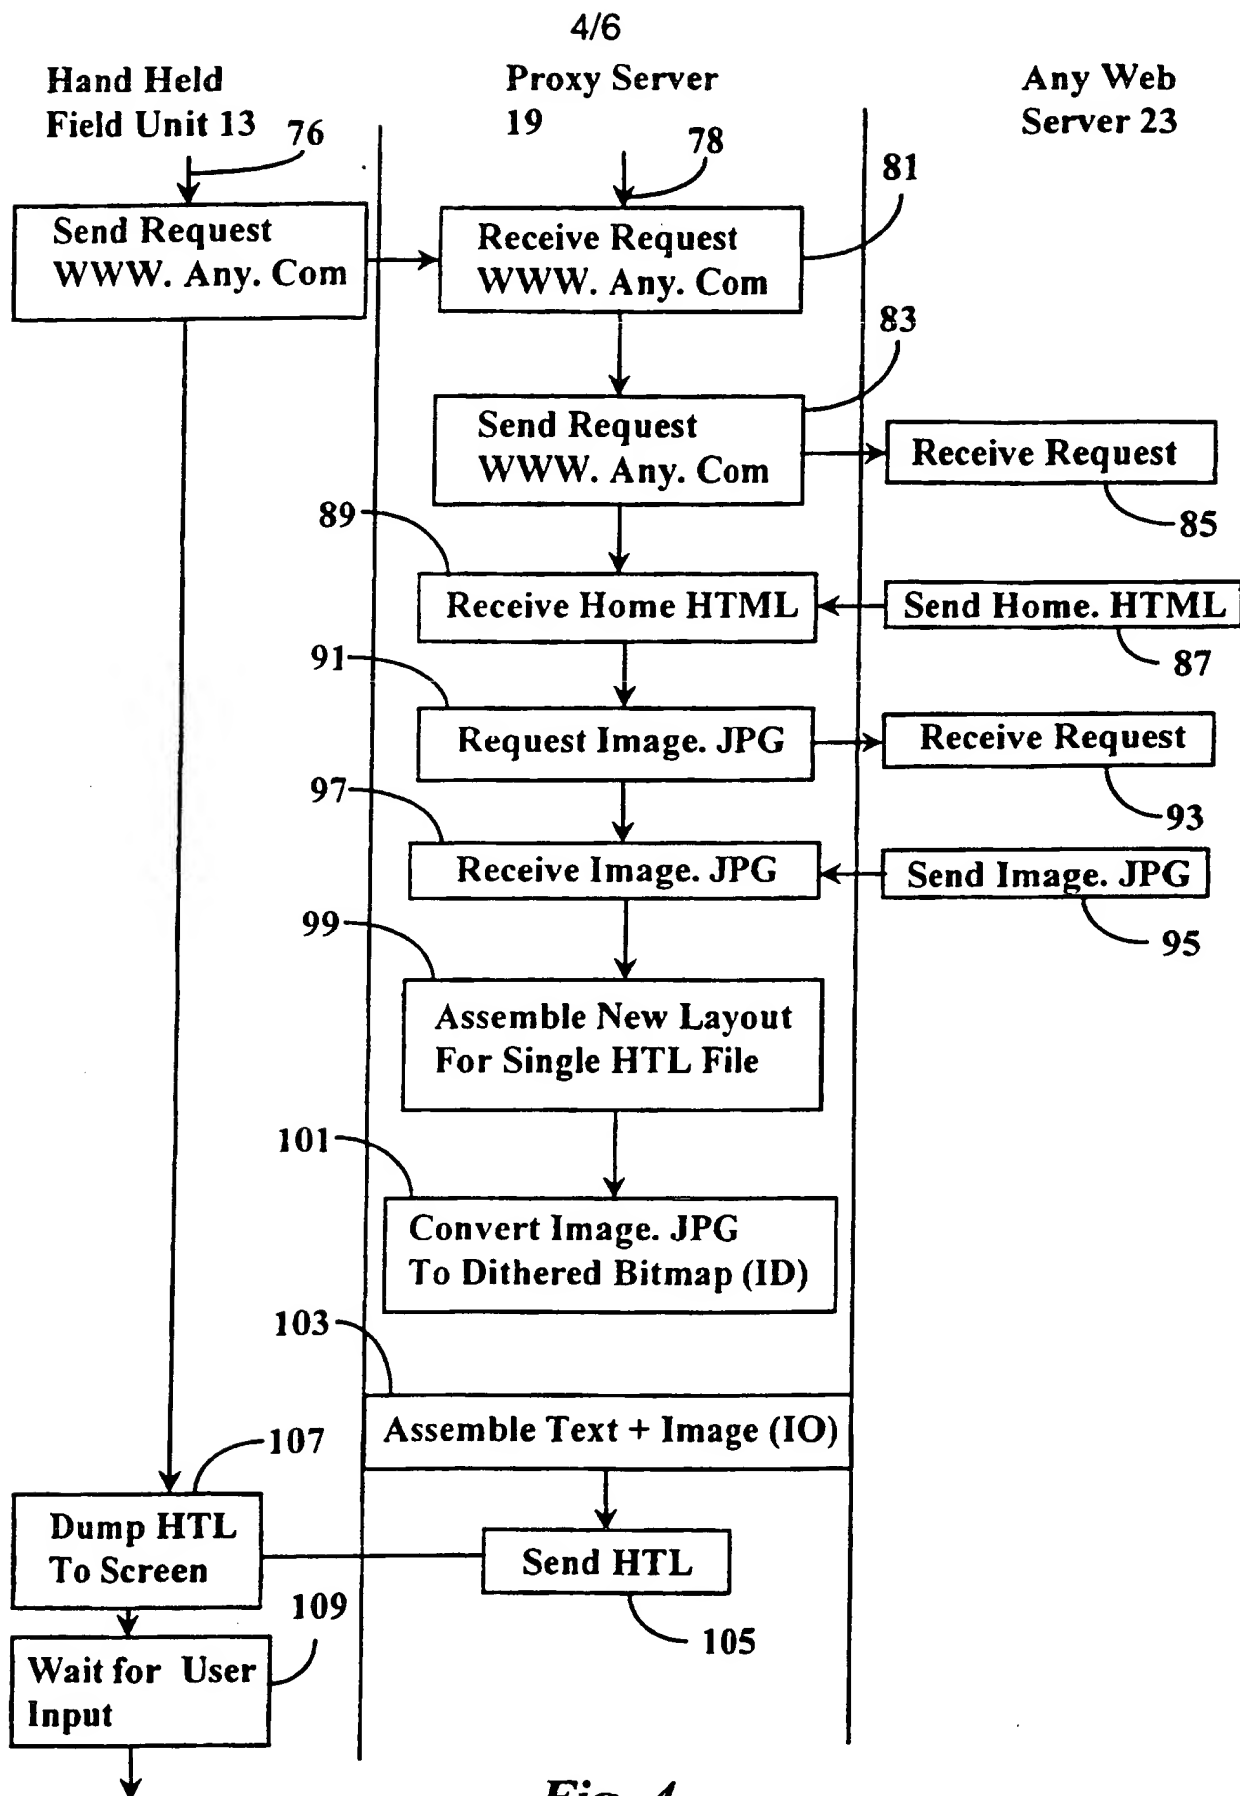 4/6
Hand Held
Field Unit 13
Proxy Server
19
Any Web
Server 23
76
78
81
Send Request
WWW. Any. Com
Receive Request
WWW. Any. Com
83
Send Request
WWW. Any. Com
Receive Request
85
89
Receive Home HTML
Send Home. HTML
87
91
Request Image. JPG
Receive Request
93
97
Receive Image. JPG
Send Image. JPG
95
99
Assemble New Layout
For Single HTL File
101
Convert Image. JPG
To Dithered Bitmap (ID)
103
Assemble Text + Image (IO)
107
Dump HTL
To Screen
Send HTL
105
109
Wait for User
Input
Fig. 4